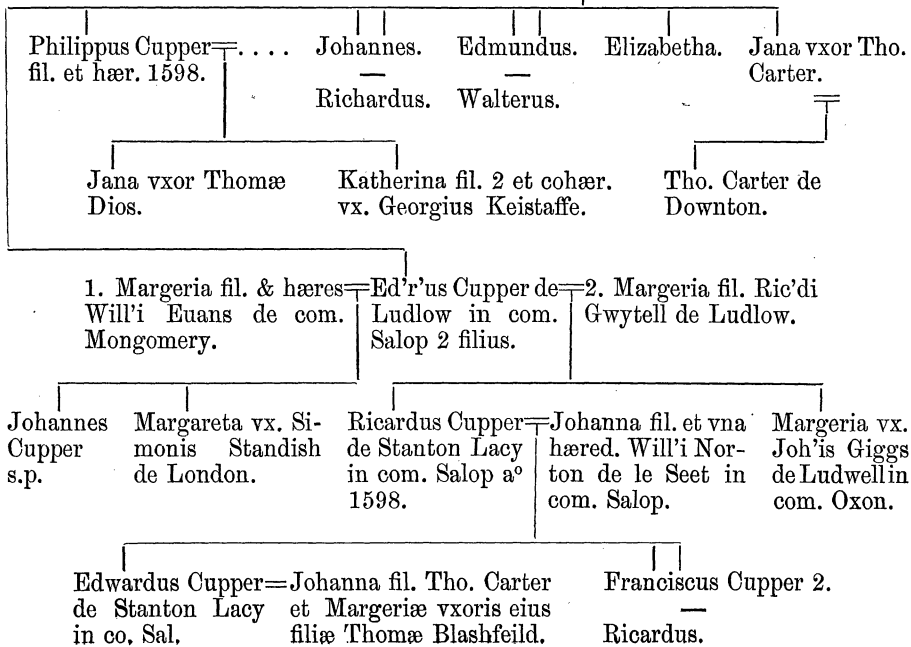 Philippus Cupper=.... Johannes. Edmundus. Elizabetha. Jana vxor Tho.
fil. et hær. 1598. — — Carter.
Richardus. Walterus.
Jana vxor Thomæ Katherina fil. 2 et cohær. Tho. Carter de
Dios. vx. Georgius Keistaffe. Downton.
1. Margeria fil. & hæres=Ed'r'us Cupper de=2. Margeria fil. Ric'di
Will'i Euans de com. Ludlow in com. Gwytell de Ludlow.
Mongomery. Salop 2 filius.
Johannes Margareta vx. Si- Ricardus Cupper=Johanna fil. et vna Margeria vx.
Cupper monis Standish de Stanton Lacy hæred. Will'i Nor- Joh'is Giggs
s.p. de London. in com. Salop aº ton de le Seet in de Ludwell in
1598. com. Salop. com. Oxon.
Edwardus Cupper=Johanna fil. Tho. Carter Franciscus Cupper 2.
de Stanton Lacy et Margeriæ vxoris eius —
in co. Sal. filiæ Thomæ Blashfeild. Ricardus.